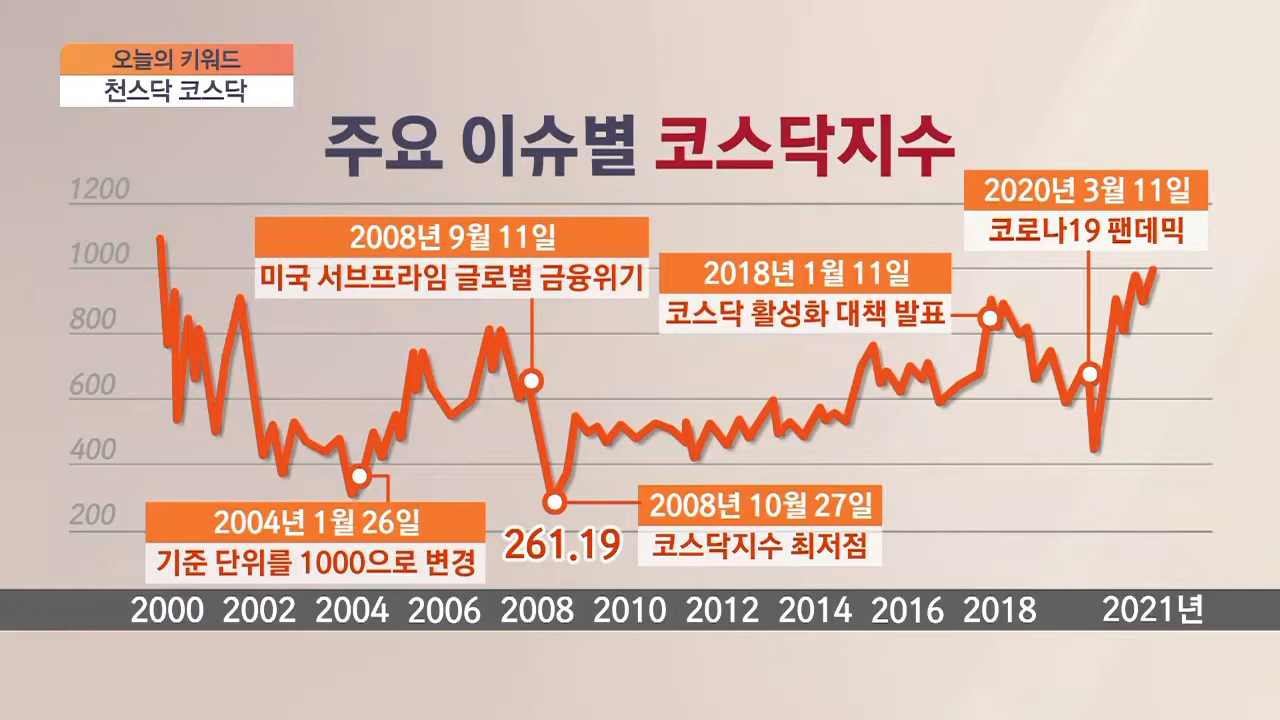 오늘의 키워드
천스닥 코스닥
주요 이슈별 코스닥지수
1200
1000
800
600
400
200
2008년 9월 11일
미국 서브프라임 글로벌 금융위기
2018년 1월 11일
코스닥 활성화 대책 발표
2020년 3월 11일
코로나19 팬데믹
2004년 1월 26일
기준 단위를 1000으로 변경
261.19
2008년 10월 27일
코스닥지수 최저점
2000 2002 2004 2006 2008 2010 2012 2014 2016 2018 2021년